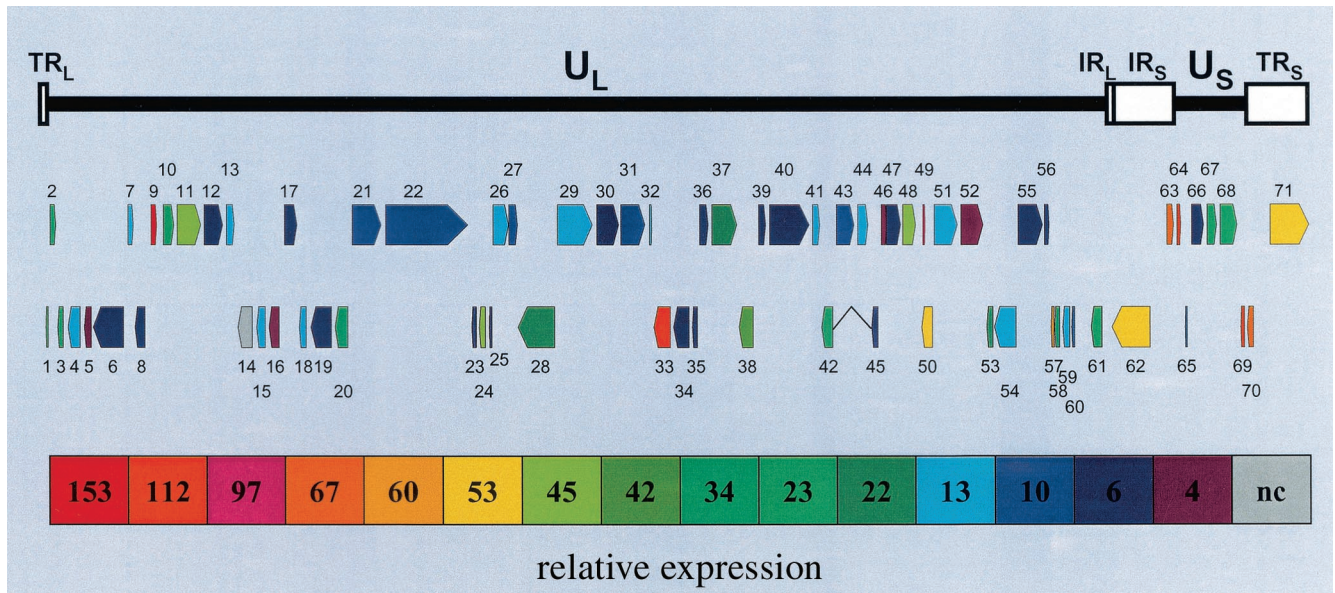 TRL UL IRL IRS US TRS
27 31
10 13 37 40 44 47 49 56 64 67
2 7 9 11 12 17 21 22 26 29 30 32 36 39 41 43 46 48 51 52 55 63 66 68 71
1 3 4 5 6 8 14 16 18 19 23 25 28 33 35 38 42 45 50 53 57 61 62 65 69
15 20 24 34 54 58 59 60 70
153 112 97 67 60 53 45 42 34 23 22 13 10 6 4 nc
relative expression